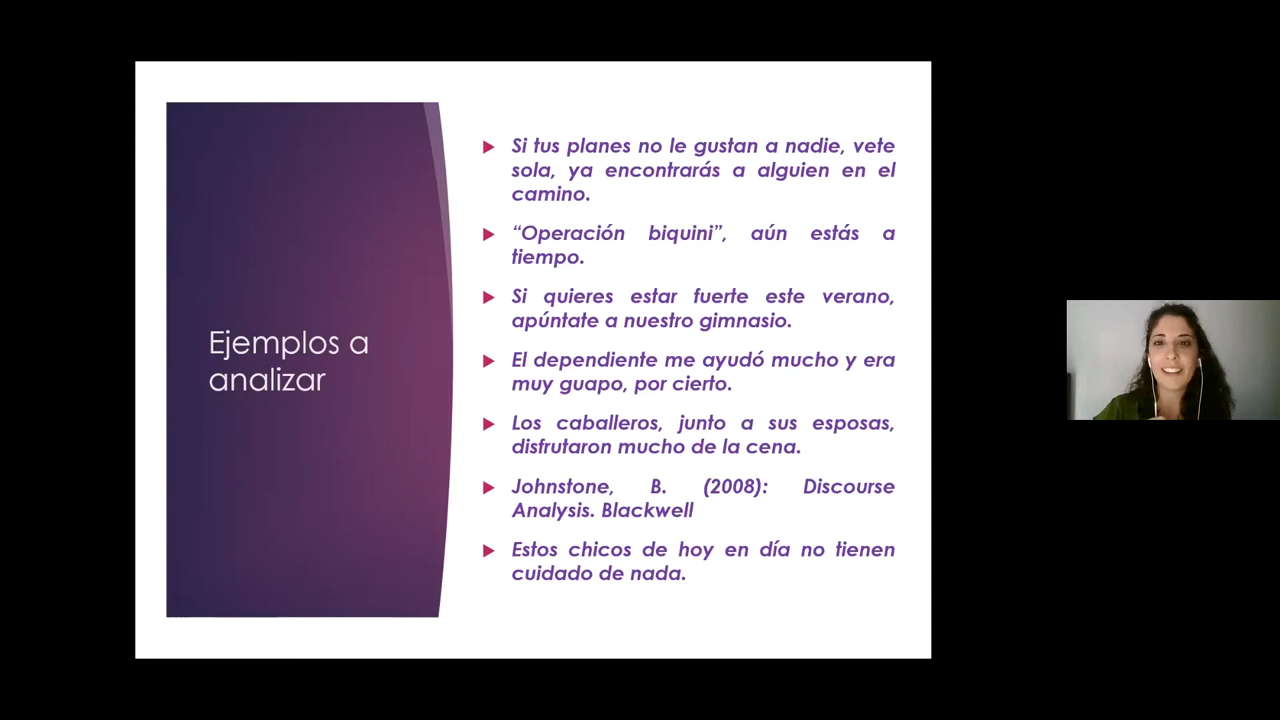 Ejemplos a
analizar
Si tus planes no le gustan a nadie, vete
sola, ya encontrarás a alguien en el
camino.
“Operación biquini”, aún estás a
tiempo.
Si quieres estar fuerte este verano,
apúntate a nuestro gimnasio.
El dependiente me ayudó mucho y era
muy guapo, por cierto.
Los caballeros, junto a sus esposas,
disfrutaron mucho de la cena.
Johnstone, B. (2008): Discourse
Analysis. Blackwell
Estos chicos de hoy en día no tienen
cuidado de nada.